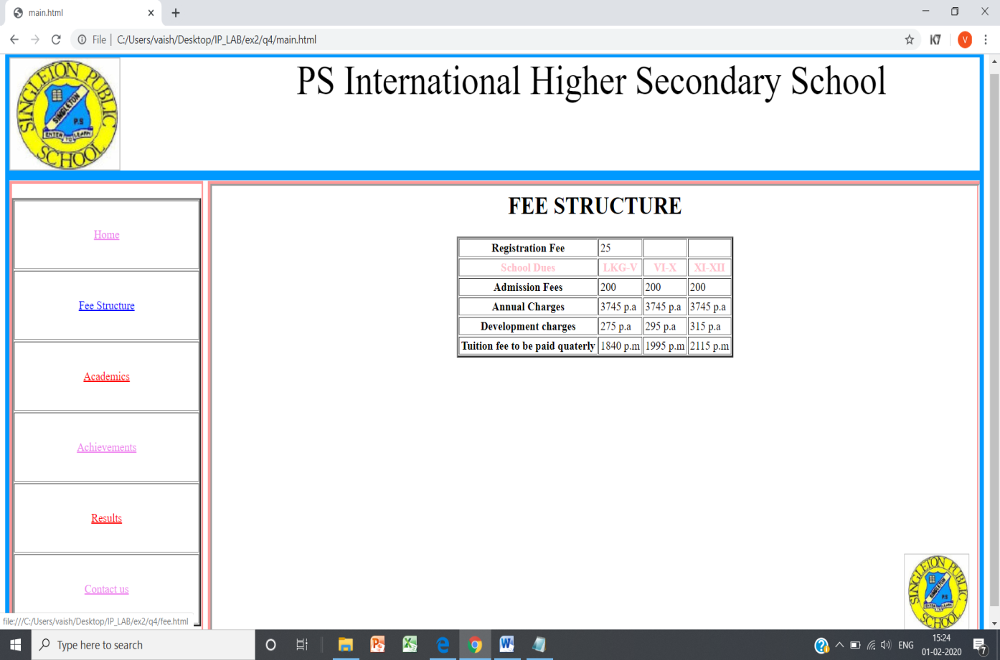 main.html
File
C:/Users/vaish/Desktop/IP_LAB/ex2/q4/main.html
K7
V
SINGLETON PUBLIC SCHOOL
SINGLETON
P.S
ENTER TO LEARN
PS International Higher Secondary School
Home
Fee Structure
Academics
Achievements
Results
Contact us
FEE STRUCTURE
Registration Fee 25
School Dues LKG-V VI-X XI-XII
Admission Fees 200 200 200
Annual Charges 3745 p.a 3745 p.a 3745 p.a
Development charges 275 p.a 295 p.a 315 p.a
Tuition fee to be paid quaterly 1840 p.m 1995 p.m 2115 p.m
SINGLETON PUBLIC SCHOOL
P.S
file:///C:/Users/vaish/Desktop/IP_LAB/ex2/q4/fee.html
Type here to search
ENG
15:24
01-02-2020
7